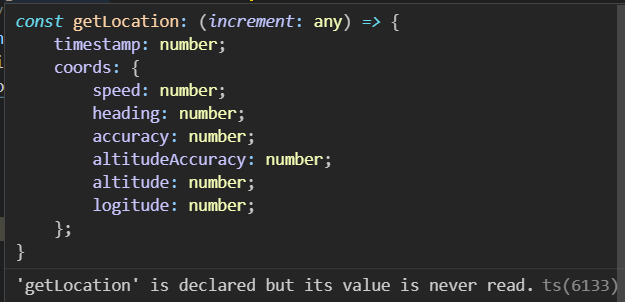 const getLocation: (increment: any) => {
    timestamp: number;
    coords: {
        speed: number;
        heading: number;
        accuracy: number;
        altitudeAccuracy: number;
        altitude: number;
        logitude: number;
    };
}
'getLocation' is declared but its value is never read. ts(6133)